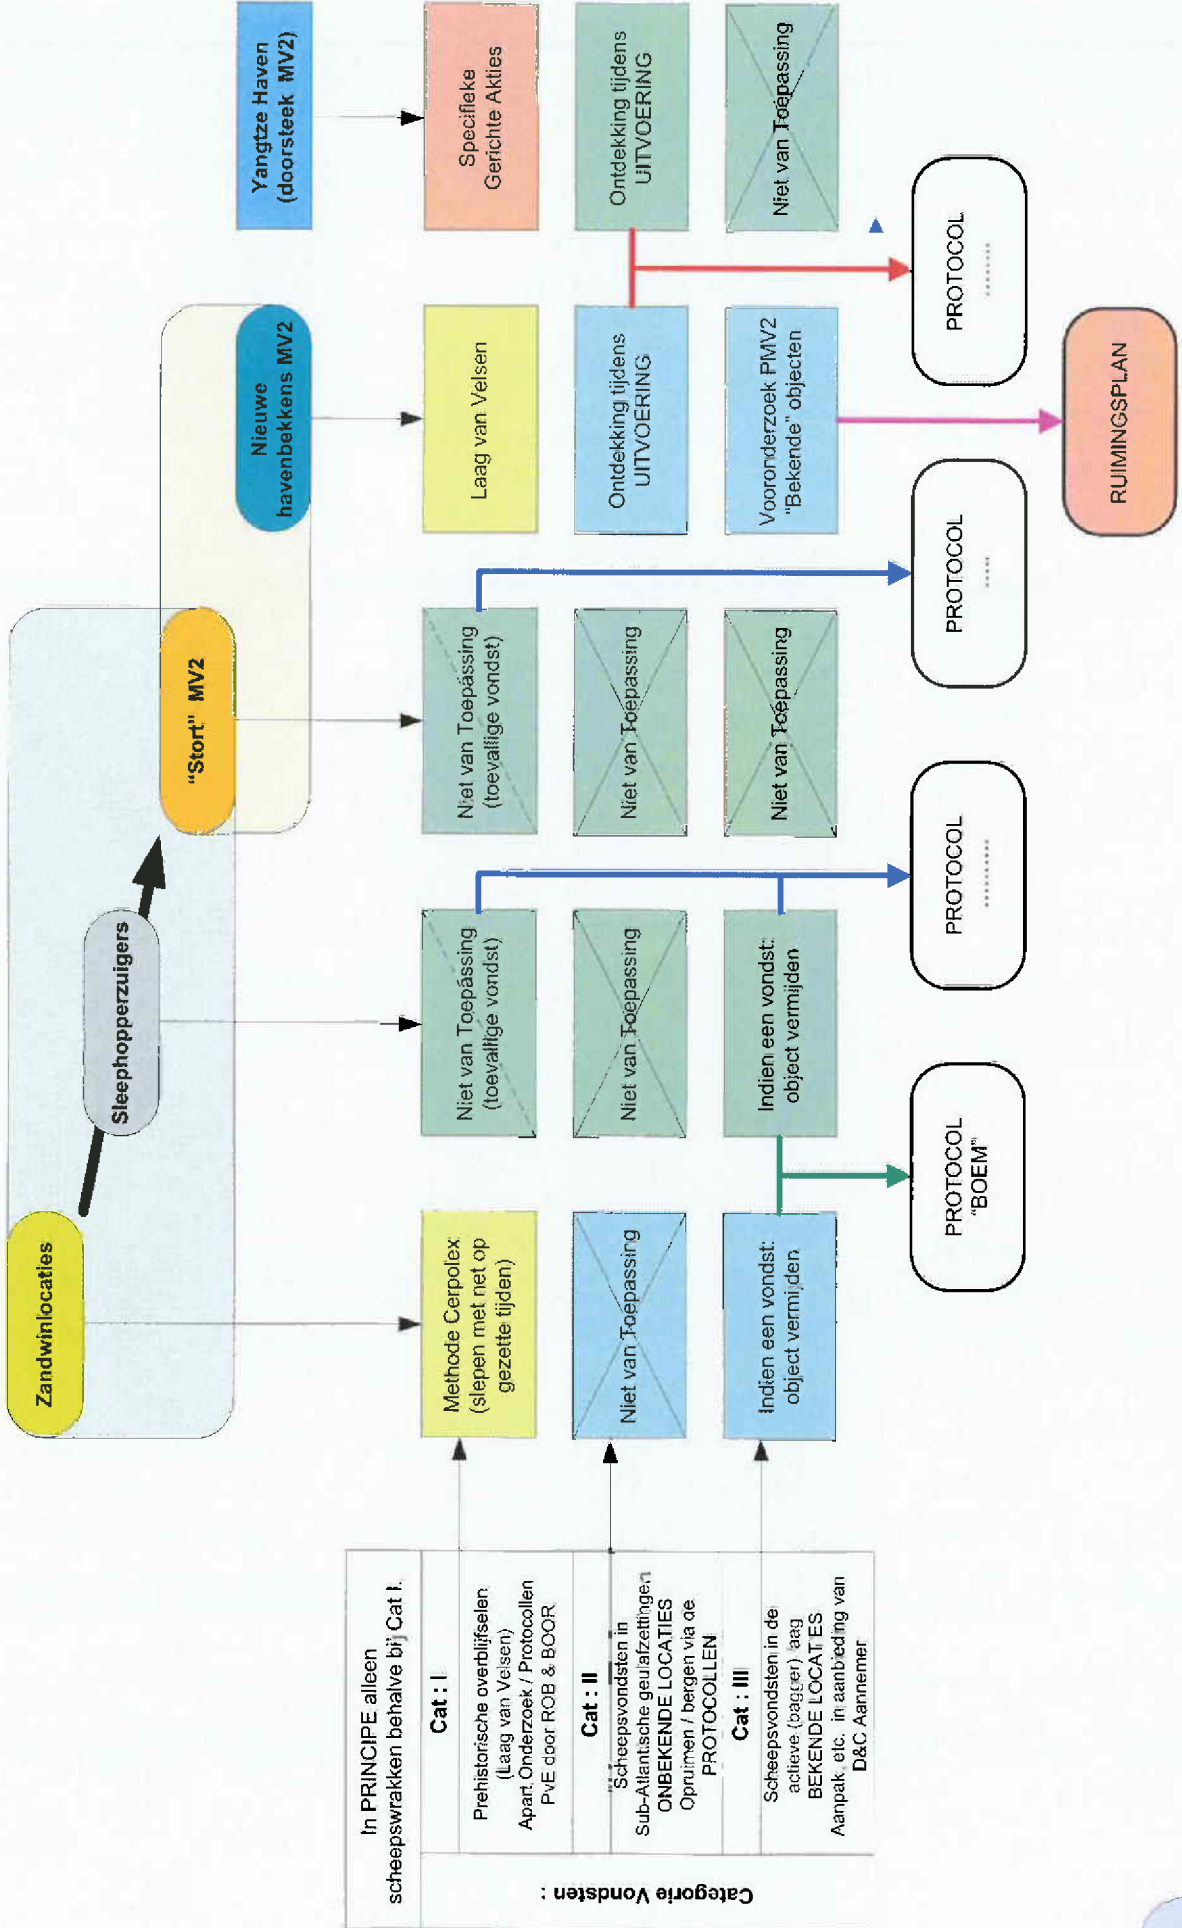 Zandwinlocaties
Sleephopperzuigers
"Stort" MV2
Nieuwe
havenbekkens MV2
Yangtze Haven
(doorsteek MV2)
In PRINCIPE alleen
scheepswrakken behalve bij Cat I.
Categorie Vondsten :
Cat : I
Prehistorische overblijfselen
(Laag van Velsen)
Apart Onderzoek / Protocollen
PvE door ROB & BOOR
Methode Cerpolex:
(slepen met net op
gezette tijden)
Niet van Toepassing
(toevallige vondst)
Niet van Toepassing
(toevallige vondst)
Laag van Velsen
Specifieke
Gerichte Akties
Cat : II
Scheepsvondsten in
Sub-Atlantische geulafzettingen
ONBEKENDE LOCATIES
Opruimen / bergen via de
PROTOCOLLEN
Niet van Toepassing
Niet van Toepassing
Niet van Toepassing
Ontdekking tijdens
UITVOERING
Ontdekking tijdens
UITVOERING
Cat : III
Scheepsvondsten in de
actieve (bagger) laag
BEKENDE LOCATIES
Aanpak, etc. in aanbieding van
D&C Aannemer
Indien een vondst:
object vermijden
Indien een vondst:
object vermijden
Niet van Toepassing
Vooronderzoek PMV2
"Bekende" objecten
Niet van Toepassing
PROTOCOL
"BOEM"
PROTOCOL
..........
PROTOCOL
.....
PROTOCOL
.......
RUIMINGSPLAN